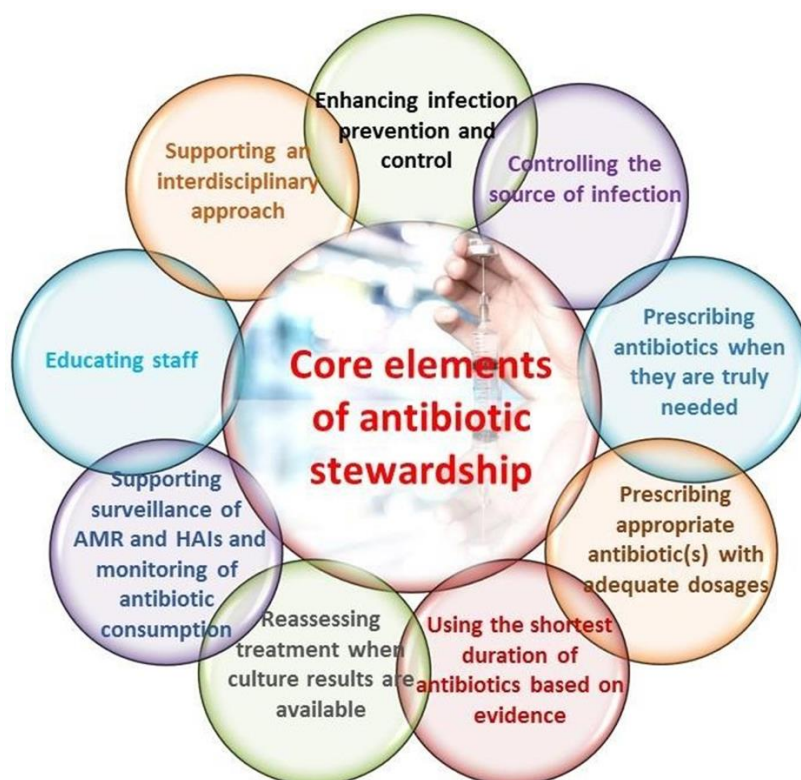 Enhancing infection
prevention and
control
Controlling the
source of infection
Prescribing
antibiotics when
they are truly
needed
Prescribing
appropriate
antibiotic(s) with
adequate dosages
Using the shortest
duration of
antibiotics based on
evidence
Reassessing
treatment when
culture results are
available
Supporting
surveillance of
AMR and HAIs and
monitoring of
antibiotic
consumption
Educating staff
Supporting an
interdisciplinary
approach
Core elements
of antibiotic
stewardship